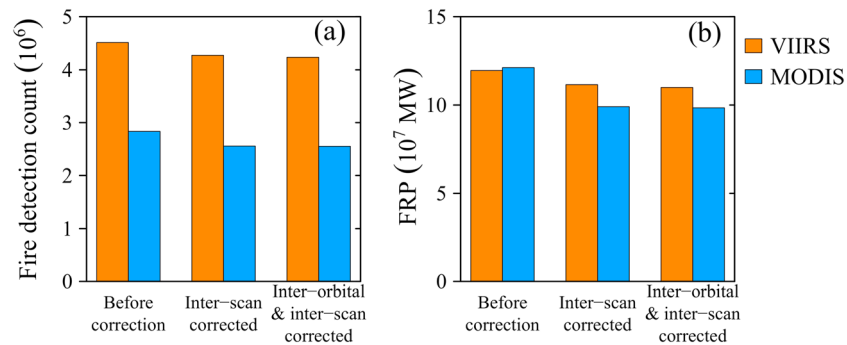 (a)
Fire detection count (10⁶)
5
4
3
2
1
0
Before
correction
Inter−scan
corrected
Inter−orbital
& inter−scan
corrected
(b)
FRP (10⁷ MW)
15
10
5
0
Before
correction
Inter−scan
corrected
Inter−orbital
& inter−scan
corrected
VIIRS
MODIS